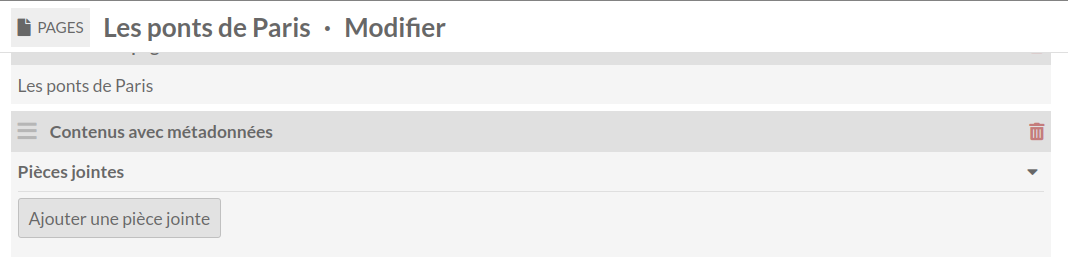 PAGES Les ponts de Paris · Modifier
Les ponts de Paris
Contenus avec métadonnées
Pièces jointes
Ajouter une pièce jointe